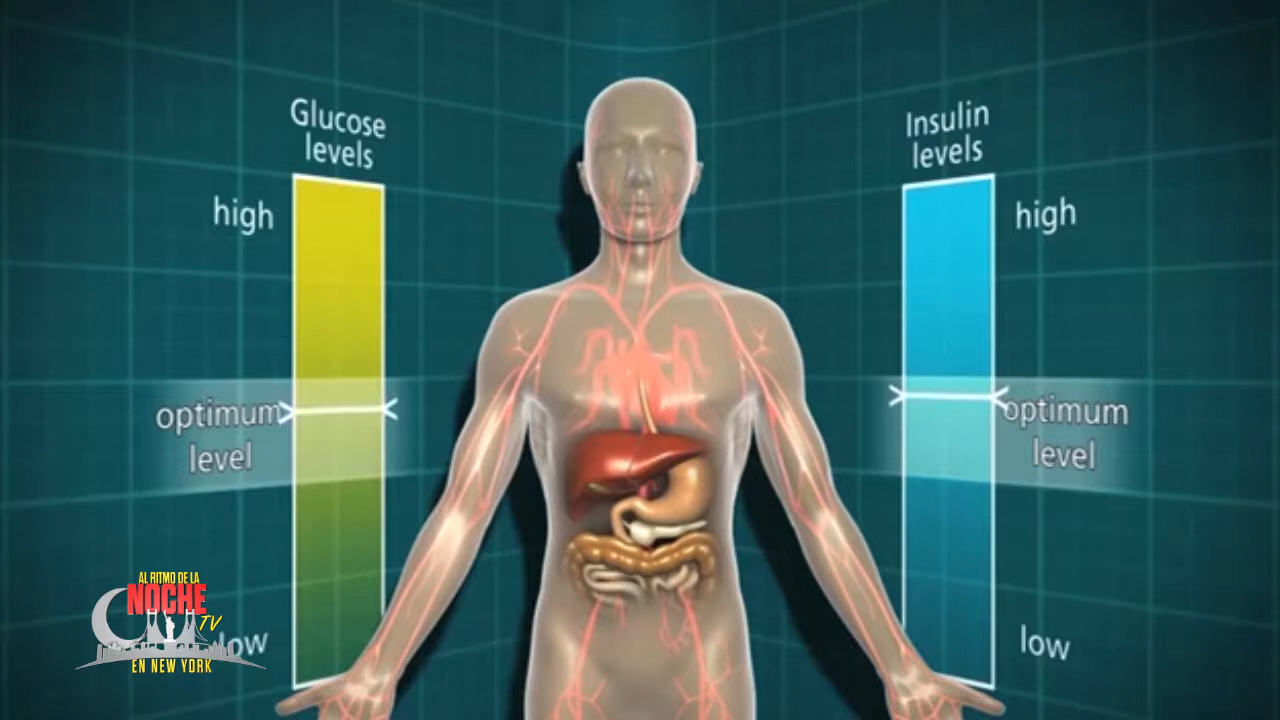 Glucose
levels
high
optimum
level
low
Insulin
levels
high
optimum
level
low
AL RITMO DE LA
NOCHE
TV
EN NEW YORK